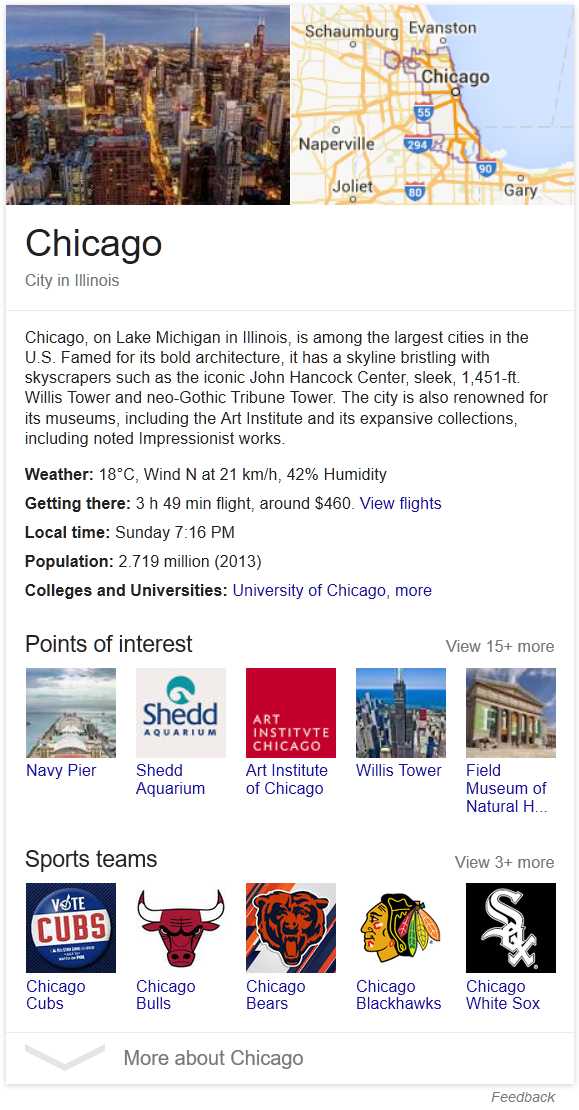 Schaumburg Evanston
Chicago
55
Naperville
294
90
Joliet
80
Gary
Chicago
City in Illinois
Chicago, on Lake Michigan in Illinois, is among the largest cities in the
U.S. Famed for its bold architecture, it has a skyline bristling with
skyscrapers such as the iconic John Hancock Center, sleek, 1,451-ft.
Willis Tower and neo-Gothic Tribune Tower. The city is also renowned for
its museums, including the Art Institute and its expansive collections,
including noted Impressionist works.
Weather: 18°C, Wind N at 21 km/h, 42% Humidity
Getting there: 3 h 49 min flight, around $460. View flights
Local time: Sunday 7:16 PM
Population: 2.719 million (2013)
Colleges and Universities: University of Chicago, more
Points of interest View 15+ more
Shedd
AQUARIUM
ART
INSTITVTE
CHICAGO
Navy Pier
Shedd
Aquarium
Art Institute
of Chicago
Willis Tower
Field
Museum of
Natural H...
Sports teams View 3+ more
VOTE
CUBS
Sox
Chicago
Cubs
Chicago
Bulls
Chicago
Bears
Chicago
Blackhawks
Chicago
White Sox
More about Chicago
Feedback